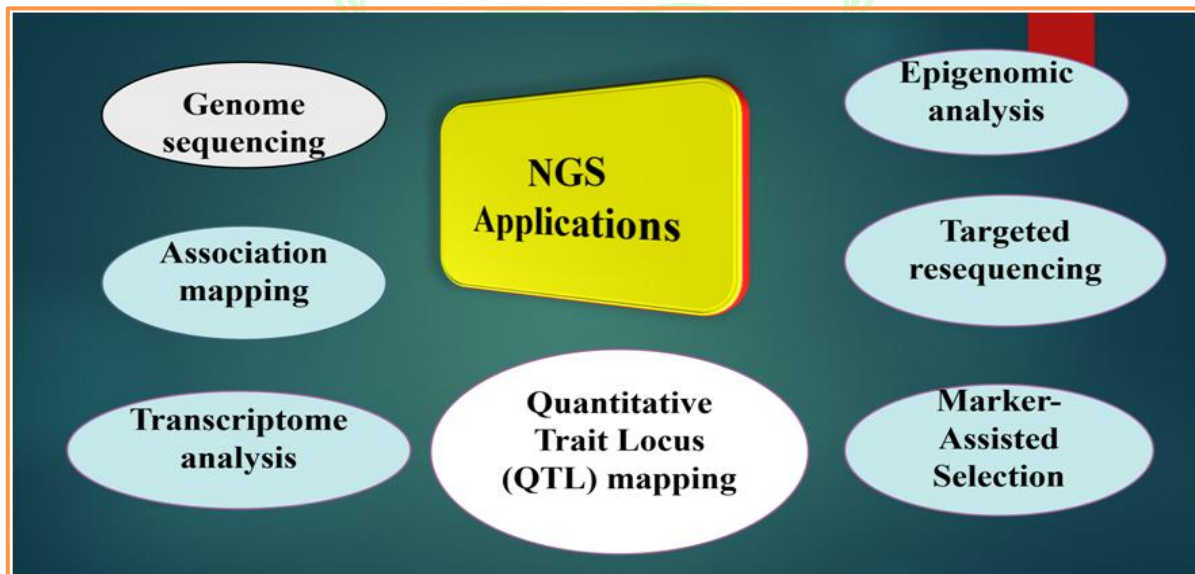 Genome
sequencing
Association
mapping
Transcriptome
analysis
NGS
Applications
Quantitative
Trait Locus
(QTL) mapping
Epigenomic
analysis
Targeted
resequencing
Marker-
Assisted
Selection